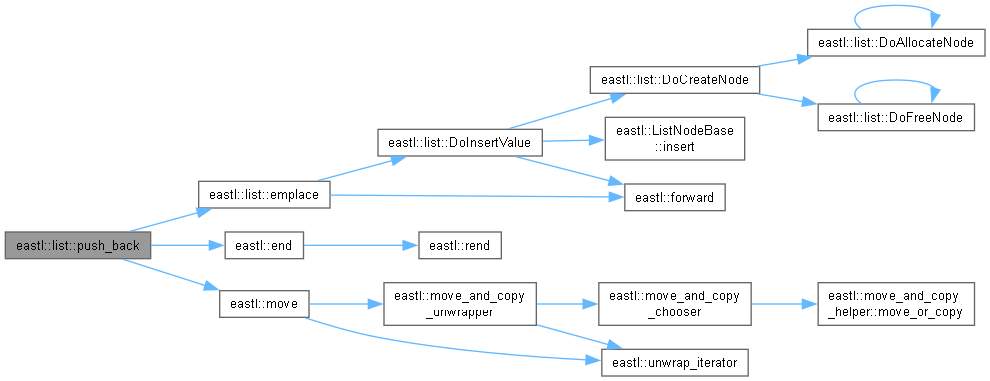 eastl::list::DoAllocateNode
eastl::list::DoCreateNode
eastl::list::DoFreeNode
eastl::ListNodeBase
::insert
eastl::list::DoInsertValue
eastl::list::emplace
eastl::forward
eastl::list::push_back
eastl::end
eastl::rend
eastl::move
eastl::move_and_copy
_unwrapper
eastl::move_and_copy
_chooser
eastl::move_and_copy
_helper::move_or_copy
eastl::unwrap_iterator